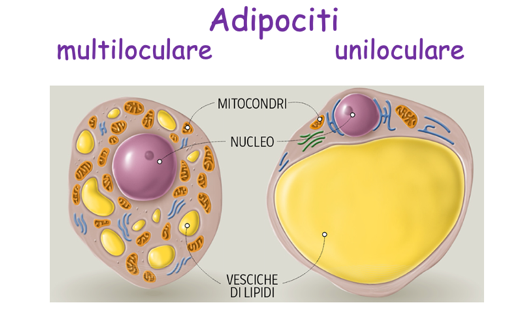 Adipociti
multiloculare
uniloculare
MITOCONDRI
NUCLEO
VESCICHE
DI LIPIDI